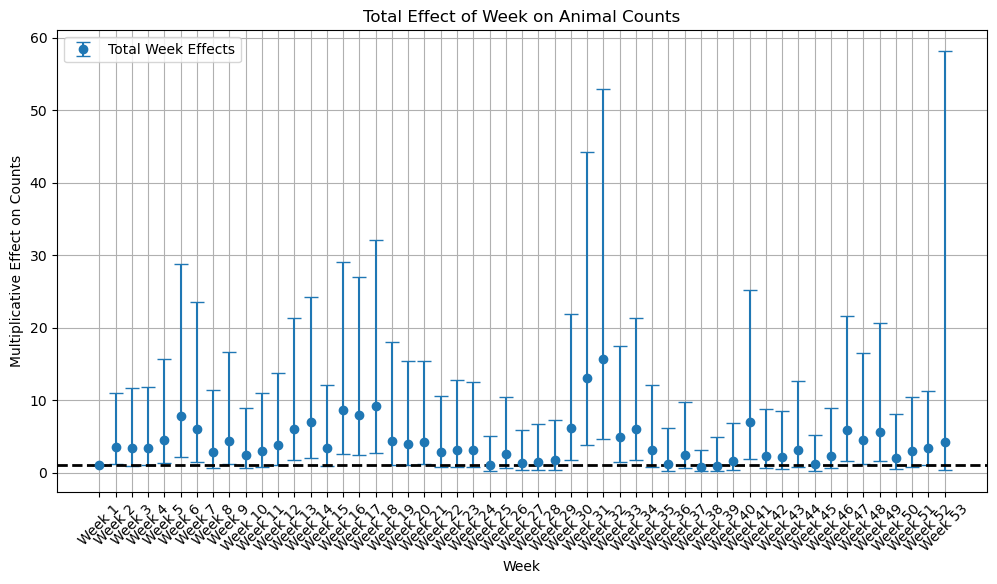 Total Effect of Week on Animal Counts
Total Week Effects
Multiplicative Effect on Counts
60
50
40
30
20
10
0
Week 1
Week 2
Week 3
Week 4
Week 5
Week 6
Week 7
Week 8
Week 9
Week 10
Week 11
Week 12
Week 13
Week 14
Week 15
Week 16
Week 17
Week 18
Week 19
Week 20
Week 21
Week 22
Week 23
Week 24
Week 25
Week 26
Week 27
Week 28
Week 29
Week 30
Week 31
Week 32
Week 33
Week 34
Week 35
Week 36
Week 37
Week 38
Week 39
Week 40
Week 41
Week 42
Week 43
Week 44
Week 45
Week 46
Week 47
Week 48
Week 49
Week 50
Week 51
Week 52
Week 53
Week